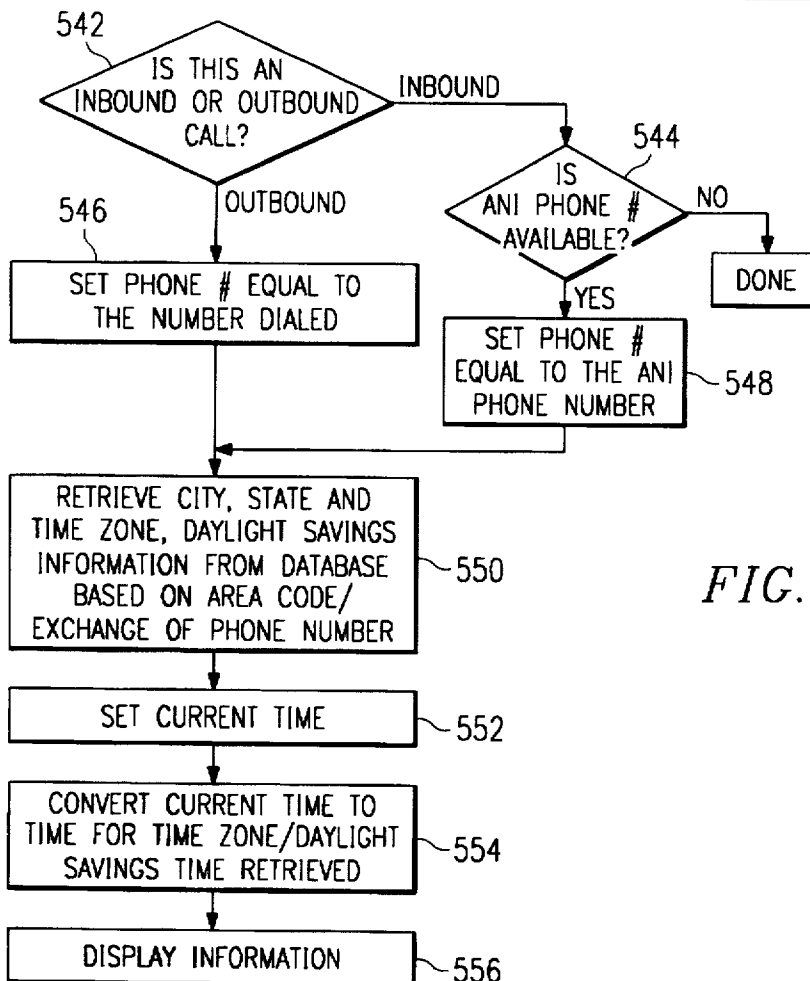 542
IS THIS AN
INBOUND OR OUTBOUND
CALL?
INBOUND
OUTBOUND
544
IS
ANI PHONE #
AVAILABLE?
NO
DONE
YES
546
SET PHONE # EQUAL TO
THE NUMBER DIALED
SET PHONE #
EQUAL TO THE ANI
PHONE NUMBER
548
RETRIEVE CITY, STATE AND
TIME ZONE, DAYLIGHT SAVINGS
INFORMATION FROM DATABASE
BASED ON AREA CODE/
EXCHANGE OF PHONE NUMBER
550
FIG.
SET CURRENT TIME
552
CONVERT CURRENT TIME TO
TIME FOR TIME ZONE/DAYLIGHT
SAVINGS TIME RETRIEVED
554
DISPLAY INFORMATION
556